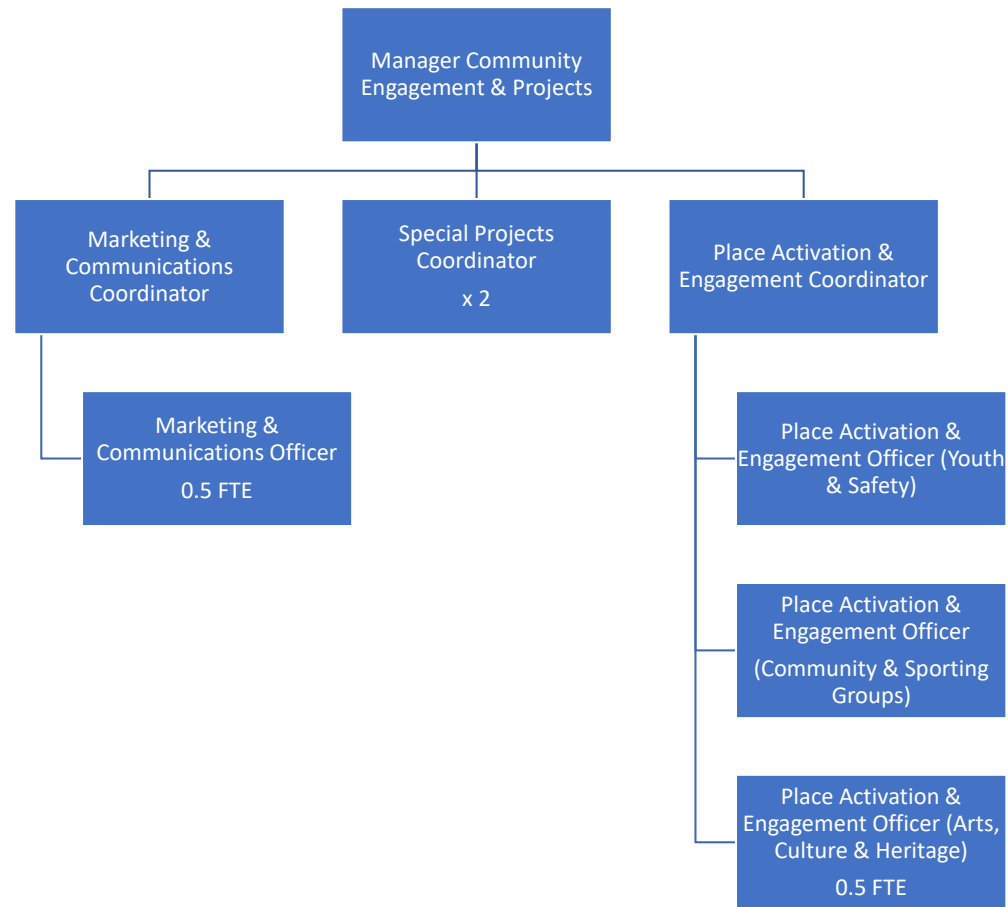 Manager Community
Engagement & Projects
Marketing &
Communications
Coordinator
Special Projects
Coordinator
x 2
Place Activation &
Engagement Coordinator
Marketing &
Communications Officer
0.5 FTE
Place Activation &
Engagement Officer (Youth
& Safety)
Place Activation &
Engagement Officer
(Community & Sporting
Groups)
Place Activation &
Engagement Officer (Arts,
Culture & Heritage)
0.5 FTE